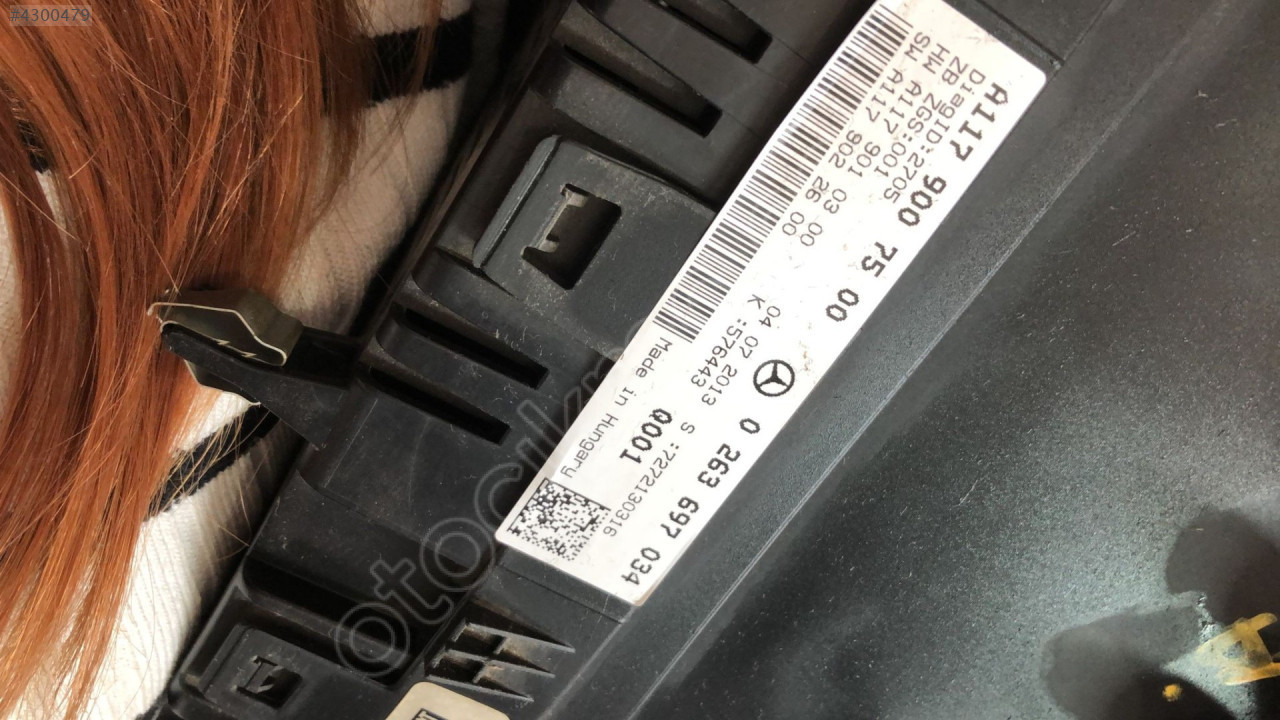 #4300479
A117 900 75 00
0 263 697 034
DiagID:2705
ZB ZGS:001
HW A117 901 03 00
SW A117 902 26 00
04 07 2013
K :576443
S :7272130316
Q001
Made in Hungary